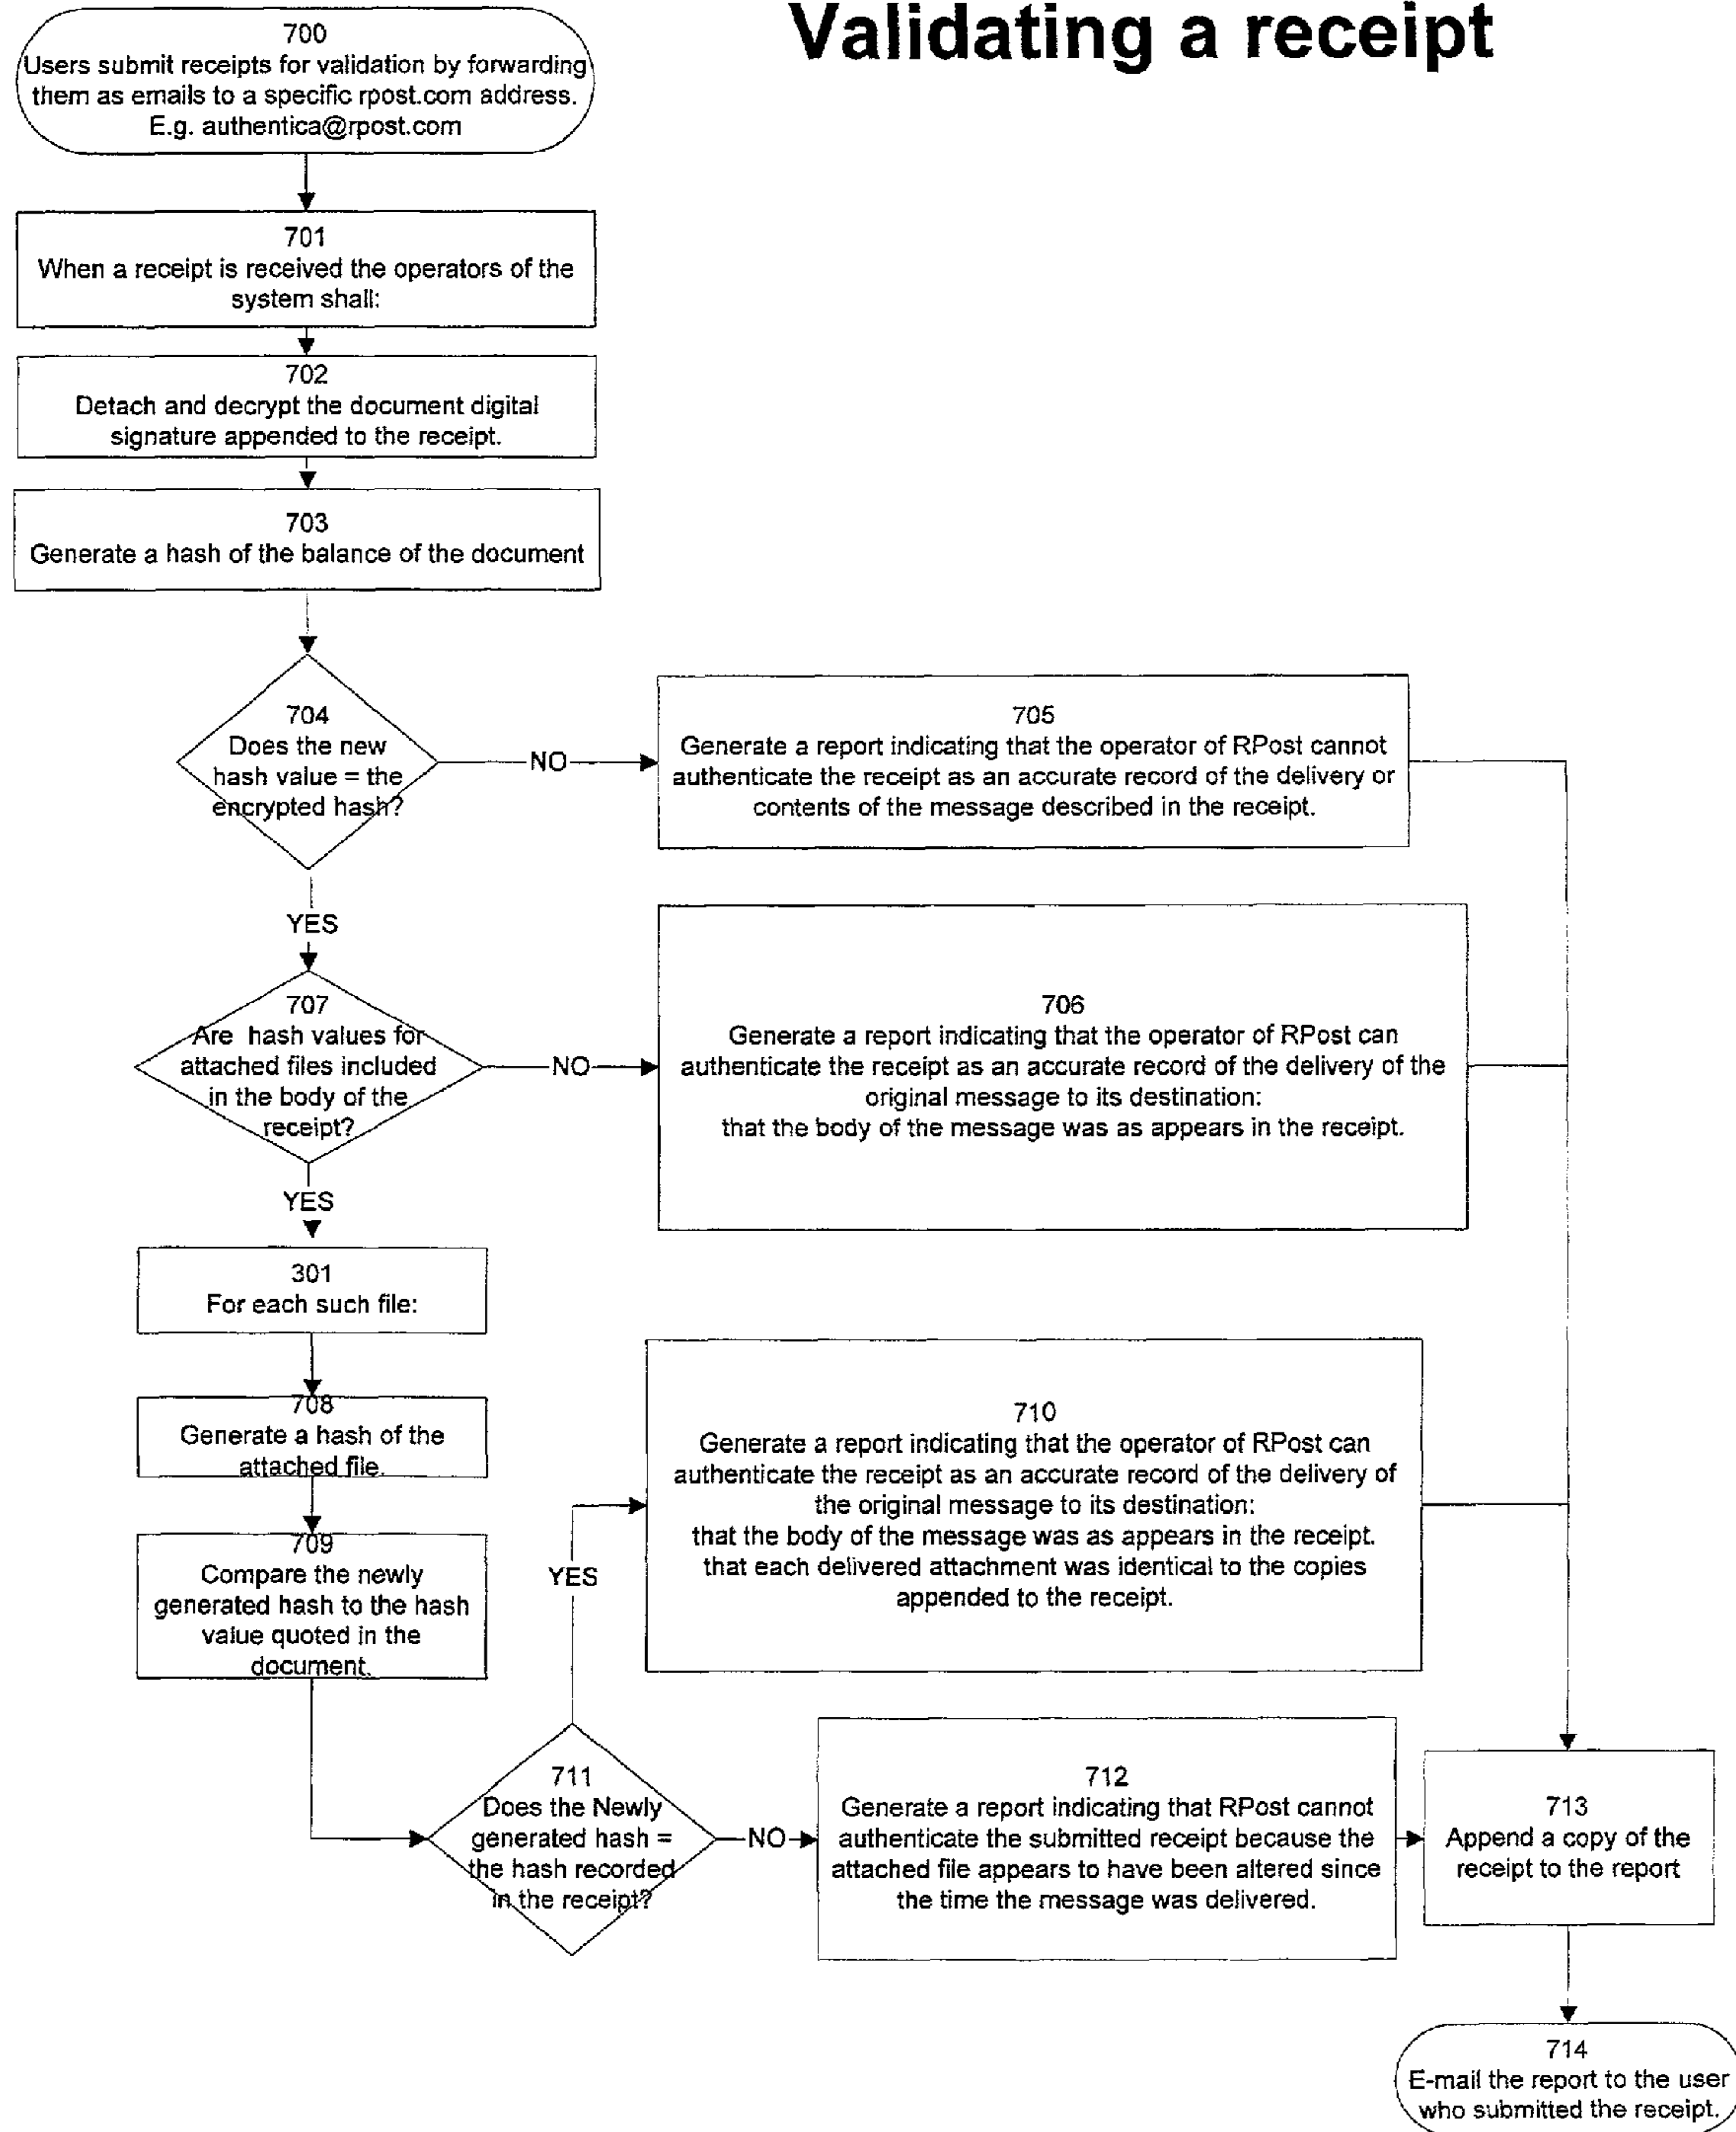 Validating a receipt
700
Users submit receipts for validation by forwarding
them as emails to a specific rpost.com address.
E.g. authentica@rpost.com
701
When a receipt is received the operators of the
system shall:
702
Detach and decrypt the document digital
signature appended to the receipt.
703
Generate a hash of the balance of the document
704
Does the new
hash value = the
encrypted hash?
NO
705
Generate a report indicating that the operator of RPost cannot
authenticate the receipt as an accurate record of the delivery or
contents of the message described in the receipt.
YES
707
Are hash values for
attached files included
in the body of the
receipt?
NO
706
Generate a report indicating that the operator of RPost can
authenticate the receipt as an accurate record of the delivery of the
original message to its destination:
that the body of the message was as appears in the receipt.
YES
301
For each such file:
708
Generate a hash of the
attached file.
709
Compare the newly
generated hash to the hash
value quoted in the
document.
YES
710
Generate a report indicating that the operator of RPost can
authenticate the receipt as an accurate record of the delivery of
the original message to its destination:
that the body of the message was as appears in the receipt.
that each delivered attachment was identical to the copies
appended to the receipt.
711
Does the Newly
generated hash =
the hash recorded
in the receipt?
NO
712
Generate a report indicating that RPost cannot
authenticate the submitted receipt because the
attached file appears to have been altered since
the time the message was delivered.
713
Append a copy of the
receipt to the report
714
E-mail the report to the user
who submitted the receipt.